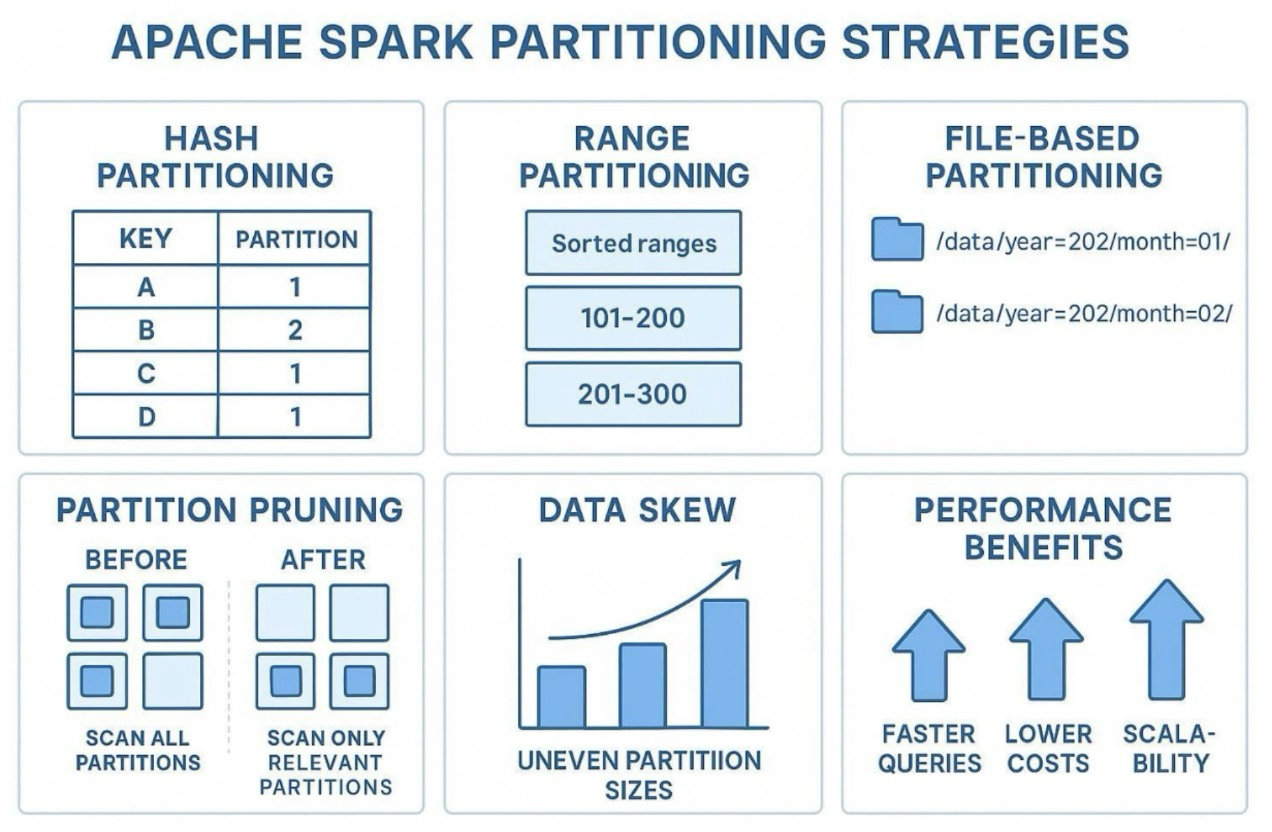 APACHE SPARK PARTITIONING STRATEGIES
HASH
PARTITIONING
KEY PARTITION
A 1
B 2
C 1
D 1
RANGE
PARTITIONING
Sorted ranges
101-200
201-300
FILE-BASED
PARTITIONING
/data/year=202/month=01/
/data/year=202/month=02/
PARTITION PRUNING
BEFORE
SCAN ALL
PARTITIONS
AFTER
SCAN ONLY
RELEVANT
PARTITIONS
DATA SKEW
UNEVEN PARTITIION
SIZES
PERFORMANCE
BENEFITS
FASTER
QUERIES
LOWER
COSTS
SCALA-
BILITY